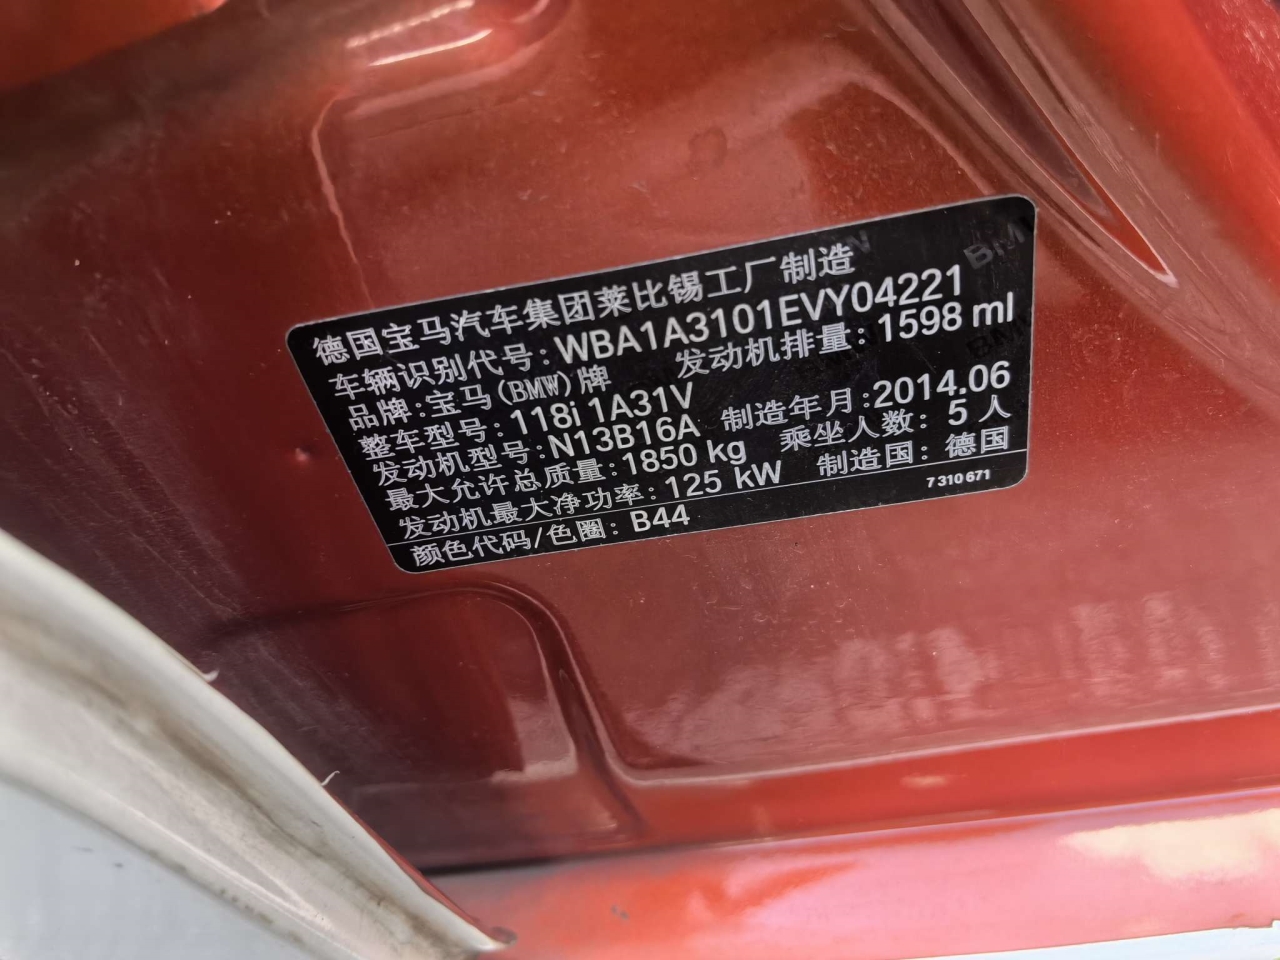 德国宝马汽车集团莱比锡工厂制造
车辆识别代号:WBA1A3101EVY04221
品牌:宝马(BMW)牌 发动机排量:1598 ml
整车型号:118i 1A31V
发动机型号:N13B16A 制造年月:2014.06
最大允许总质量:1850 kg 乘坐人数:5人
发动机最大净功率:125 kW 制造国:德国
颜色代码/色圈:B44 7 310 671